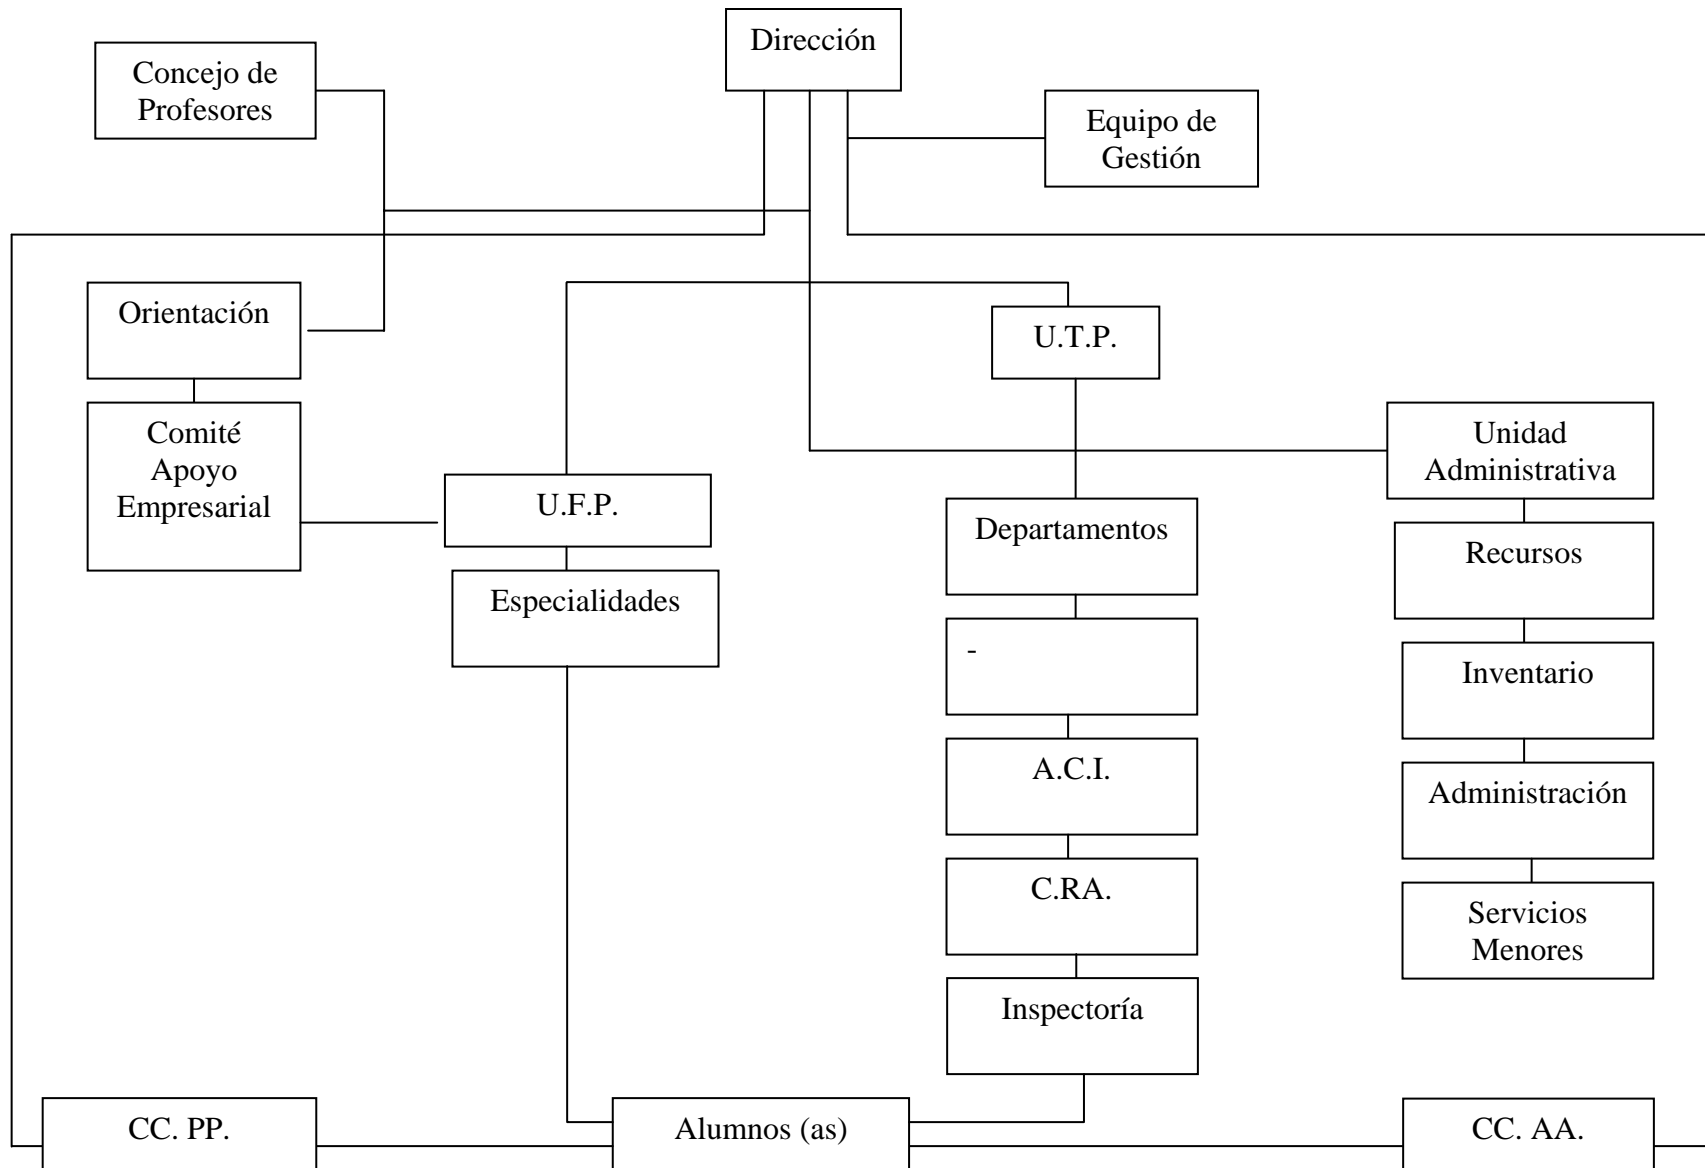 Dirección
Concejo de
Profesores
Equipo de
Gestión
Orientación
U.T.P.
Comité
Apoyo
Empresarial
Unidad
Administrativa
U.F.P.
Departamentos
Recursos
Especialidades
-
Inventario
A.C.I.
Administración
C.RA.
Servicios
Menores
Inspectoría
CC. PP.
Alumnos (as)
CC. AA.